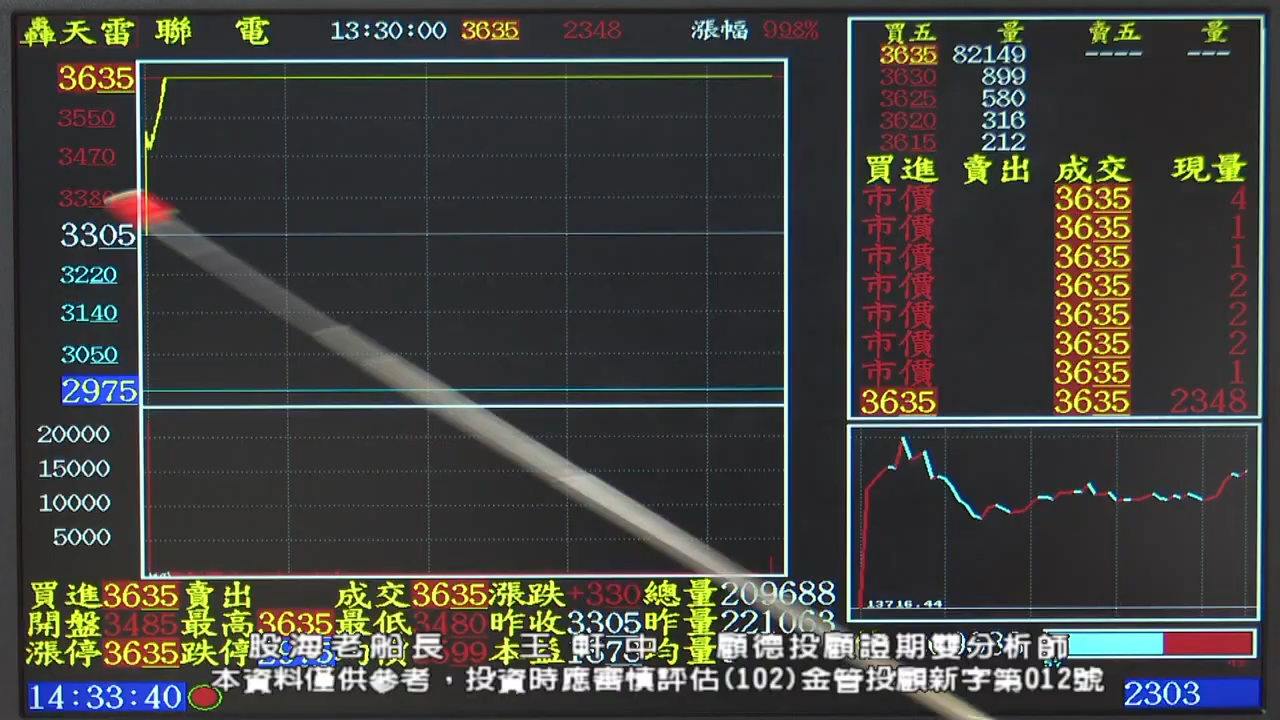 轟天雷 聯 電 13:30:00 3635 2348 漲幅 9.98%
3635
3550
3470
3380
3305
3220
3140
3050
2975
20000
15000
10000
5000
買五 量 賣五 量
3635 82149 ---- ---
3630 899
3625 580
3620 316
3615 212
買進 賣出 成交 現量
市價 3635 4
市價 3635 1
市價 3635 1
市價 3635 2
市價 3635 2
市價 3635 2
市價 3635 1
3635 3635 2348
13716.44
買進3635賣出 成交3635漲跌+330總量209688
開盤3485最高3635最低3480昨收3305昨量221063
漲停3635跌停
股海老船長 王軒中 顧德投顧證期雙分析師
本資料僅供參考，投資時應審慎評估(102)金管投顧新字第012號
14:33:40
2303